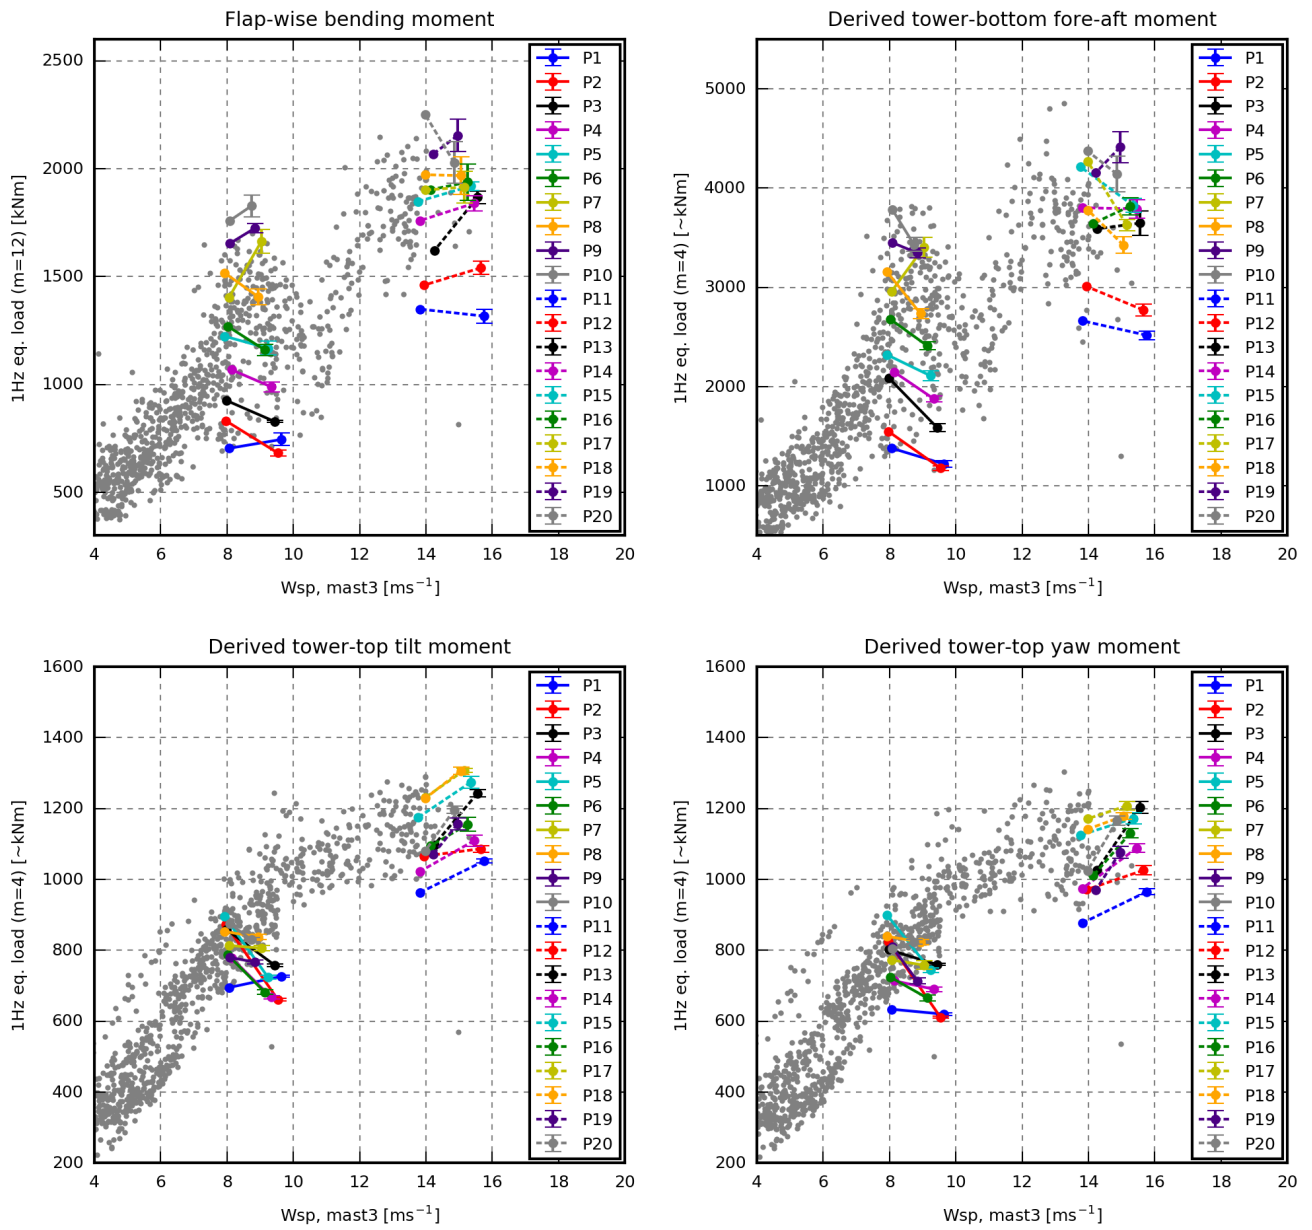 Flap-wise bending moment
1Hz eq. load (m=12) [kNm]
2500
2000
1500
1000
500
4 6 8 10 12 14 16 18 20
Wsp, mast3 [ms⁻¹]
P1
P2
P3
P4
P5
P6
P7
P8
P9
P10
P11
P12
P13
P14
P15
P16
P17
P18
P19
P20
Derived tower-bottom fore-aft moment
1Hz eq. load (m=4) [~kNm]
5000
4000
3000
2000
1000
4 6 8 10 12 14 16 18 20
Wsp, mast3 [ms⁻¹]
P1
P2
P3
P4
P5
P6
P7
P8
P9
P10
P11
P12
P13
P14
P15
P16
P17
P18
P19
P20
Derived tower-top tilt moment
1Hz eq. load (m=4) [~kNm]
1600
1400
1200
1000
800
600
400
200
4 6 8 10 12 14 16 18 20
Wsp, mast3 [ms⁻¹]
P1
P2
P3
P4
P5
P6
P7
P8
P9
P10
P11
P12
P13
P14
P15
P16
P17
P18
P19
P20
Derived tower-top yaw moment
1Hz eq. load (m=4) [~kNm]
1600
1400
1200
1000
800
600
400
200
4 6 8 10 12 14 16 18 20
Wsp, mast3 [ms⁻¹]
P1
P2
P3
P4
P5
P6
P7
P8
P9
P10
P11
P12
P13
P14
P15
P16
P17
P18
P19
P20